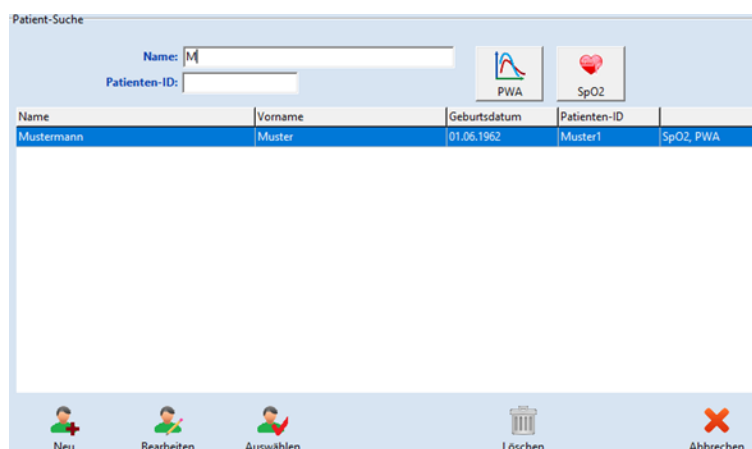 Patient-Suche
Name: M
Patienten-ID:
PWA SpO2
Name Vorname Geburtsdatum Patienten-ID
Mustermann Muster 01.06.1962 Muster1 SpO2, PWA
Neu Bearbeiten Auswählen Löschen Abbrechen